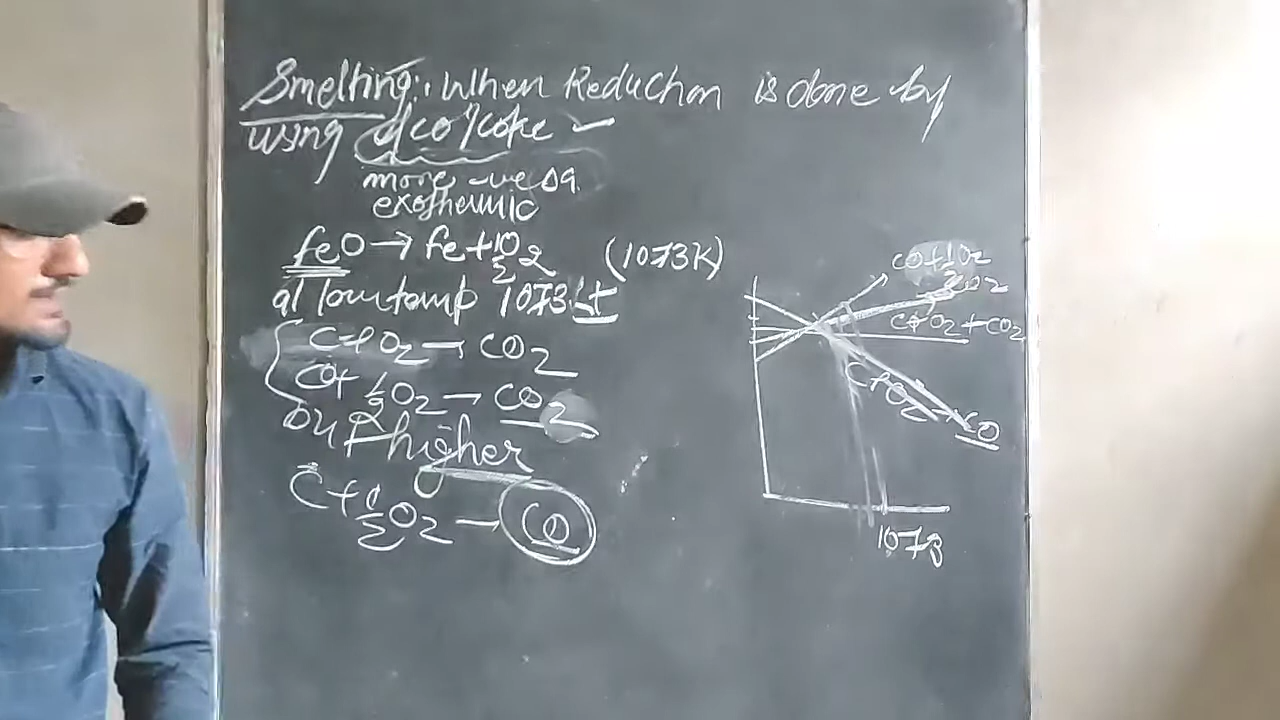 Smelting: When Reduction is done by
using C/CO/coke
more -ve ΔG
exothermic
FeO → Fe + 1/2 O2 (1073K)
at low temp 1073
C + O2 → CO2
CO + 1/2 O2 → CO2
higher
C + 1/2 O2 → CO
CO + 1/2 O2
CO2
C + O2 → CO2
C + O2 → CO
1073